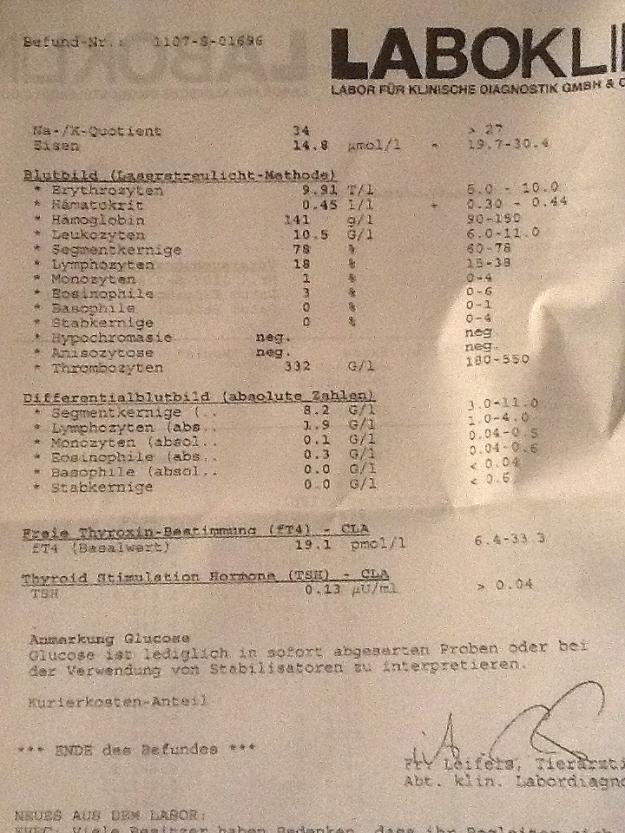 Befund-Nr.: 1107-S-01696
LABOKLI
LABOR FÜR KLINISCHE DIAGNOSTIK GMBH & C
Na-/K-Quotient 34 > 27
Eisen 14.8 µmol/l - 19.7-30.4
Blutbild (Laserstreulicht-Methode)
* Erythrozyten 9.91 T/l 5.0 - 10.0
* Hämatokrit 0.45 l/l + 0.30 - 0.44
* Hämoglobin 141 g/l 90-150
* Leukozyten 10.5 G/l 6.0-11.0
* Segmentkernige 78 % 60-78
* Lymphozyten 18 % 15-38
* Monozyten 1 % 0-4
* Eosinophile 3 % 0-6
* Basophile 0 % 0-1
* Stabkernige 0 % 0-4
* Hypochromasie neg. neg.
* Anisozytose neg. neg.
* Thrombozyten 332 G/l 180-550
Differentialblutbild (absolute Zahlen)
* Segmentkernige (.. 8.2 G/l 3.0-11.0
* Lymphozyten (abs.. 1.9 G/l 1.0-4.0
* Monozyten (absol.. 0.1 G/l 0.04-0.5
* Eosinophile (abs.. 0.3 G/l 0.04-0.6
* Basophile (absol.. 0.0 G/l < 0.04
* Stabkernige 0.0 G/l < 0.6
Freie Thyroxin-Bestimmung (fT4) - CLA
fT4 (Basalwert) 19.1 pmol/l 6.4-33.3
Thyroid Stimulation Hormone (TSH) - CLA
TSH 0.13 µU/ml > 0.04
Anmerkung Glucose
Glucose ist lediglich in sofort abgeserten Proben oder bei
der Verwendung von Stabilisatoren zu interpretieren.
Kurierkosten-Anteil
*** ENDE des Befundes ***
Fr. Leifels, Tierärzti
Abt. klin. Labordiagno
NEUES AUS DEM LABOR:
Viele Besitzer haben Bedenken, dass ihr